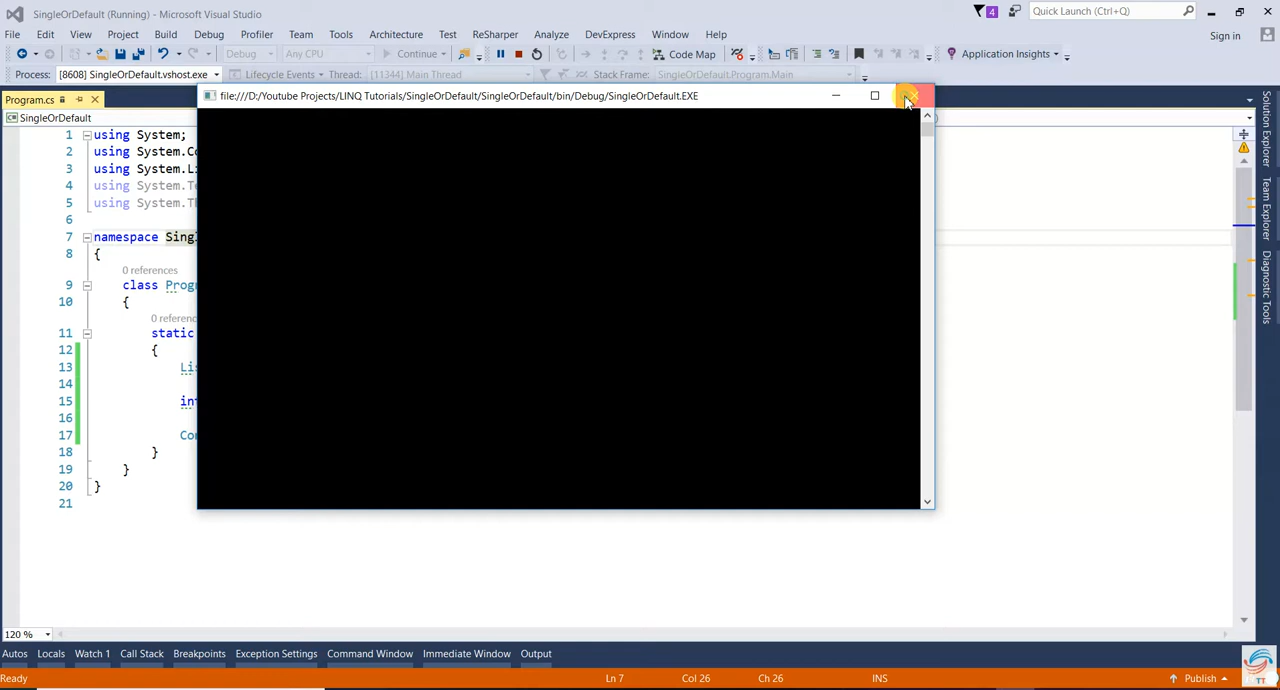 SingleOrDefault (Running) - Microsoft Visual Studio
4
Quick Launch (Ctrl+Q)
File Edit View Project Build Debug Profiler Team Tools Architecture Test ReSharper Analyze DevExpress Window Help
Sign in
Debug Any CPU Continue Code Map Application Insights
Process: [8608] SingleOrDefault.vshost.exe Lifecycle Events Thread: [11344] Main Thread Stack Frame: SingleOrDefault.Program.Main
Program.cs
file:///D:/Youtube Projects/LINQ Tutorials/SingleOrDefault/SingleOrDefault/bin/Debug/SingleOrDefault.EXE
SingleOrDefault
1 using System;
2 using System.Co
3 using System.Li
4 using System.Te
5 using System.Th
6
7 namespace Singl
8 {
0 references
9 class Progr
10 {
0 referenc
11 static
12 {
13 Lis
14
15 int
16
17 Con
18 }
19 }
20 }
21
Solution Explorer
Team Explorer
Diagnostic Tools
120 %
Autos Locals Watch 1 Call Stack Breakpoints Exception Settings Command Window Immediate Window Output
Ready Ln 7 Col 26 Ch 26 INS Publish
TT